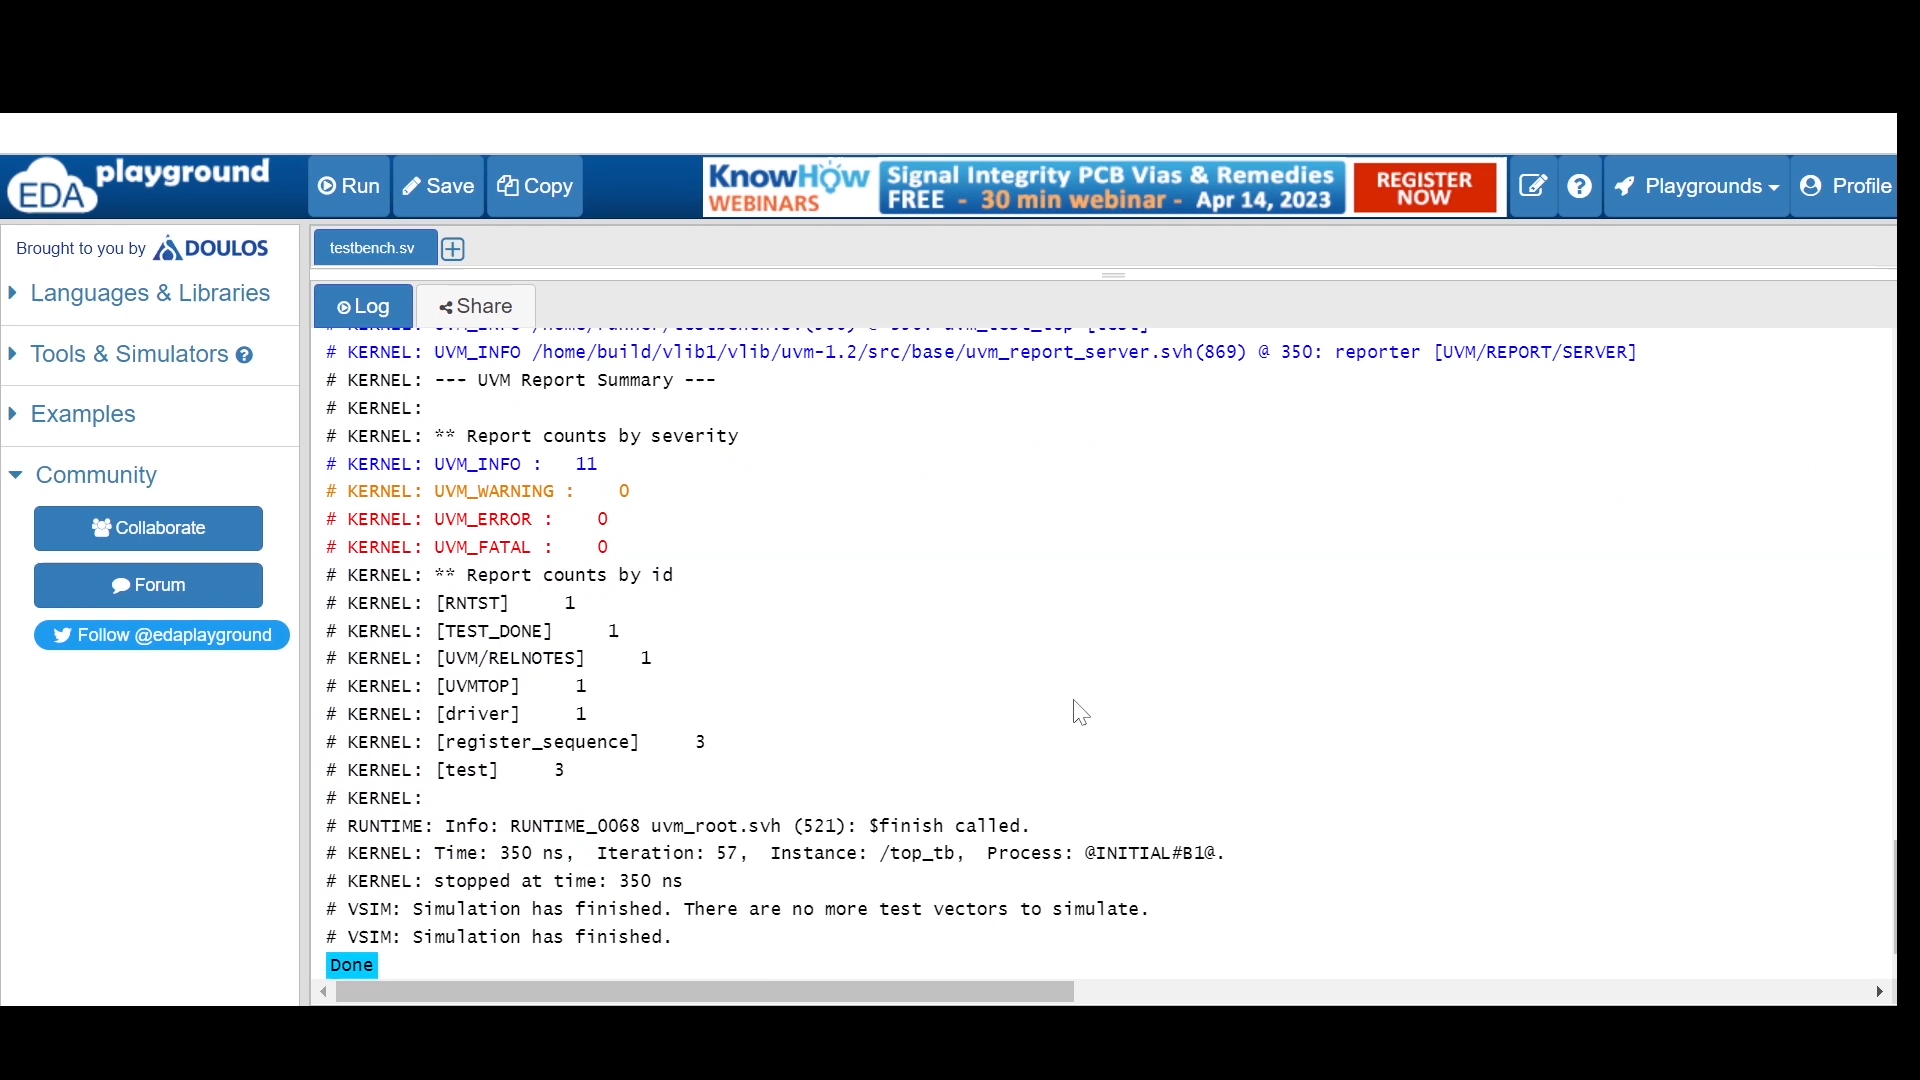 EDA playground
Run
Save
Copy
KnowHow WEBINARS
Signal Integrity PCB Vias & Remedies
FREE - 30 min webinar - Apr 14, 2023
REGISTER NOW
Playgrounds
Profile
Brought to you by DOULOS
Languages & Libraries
Tools & Simulators
Examples
Community
Collaborate
Forum
Follow @edaplayground
testbench.sv
Log
Share
# KERNEL: UVM_INFO /home/build/vlib1/vlib/uvm-1.2/src/base/uvm_report_server.svh(869) @ 350: reporter [UVM/REPORT/SERVER]
# KERNEL: --- UVM Report Summary ---
# KERNEL:
# KERNEL: ** Report counts by severity
# KERNEL: UVM_INFO : 11
# KERNEL: UVM_WARNING : 0
# KERNEL: UVM_ERROR : 0
# KERNEL: UVM_FATAL : 0
# KERNEL: ** Report counts by id
# KERNEL: [RNTST] 1
# KERNEL: [TEST_DONE] 1
# KERNEL: [UVM/RELNOTES] 1
# KERNEL: [UVMTOP] 1
# KERNEL: [driver] 1
# KERNEL: [register_sequence] 3
# KERNEL: [test] 3
# KERNEL:
# RUNTIME: Info: RUNTIME_0068 uvm_root.svh (521): $finish called.
# KERNEL: Time: 350 ns, Iteration: 57, Instance: /top_tb, Process: @INITIAL#81@.
# KERNEL: stopped at time: 350 ns
# VSIM: Simulation has finished. There are no more test vectors to simulate.
# VSIM: Simulation has finished.
Done